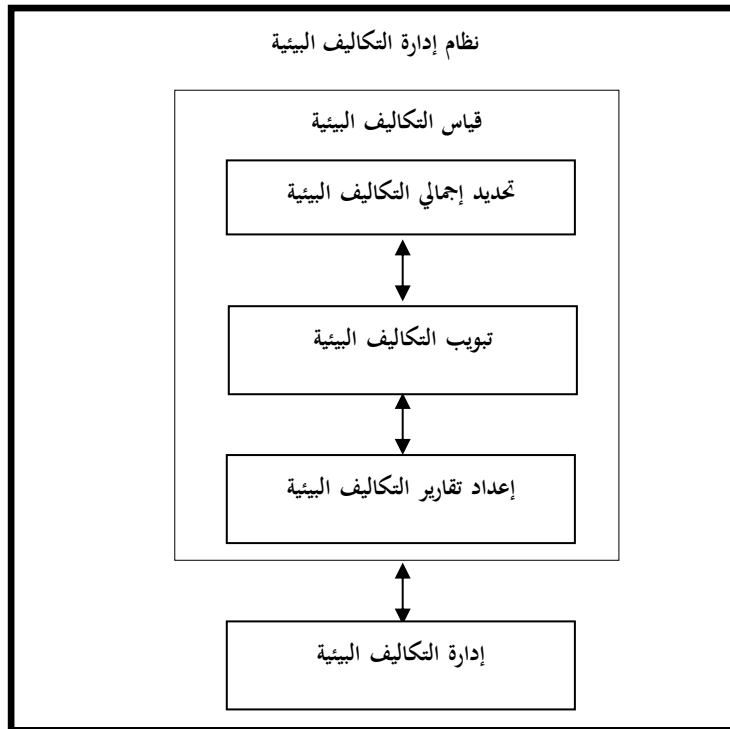 نظام إدارة التكاليف البيئية
قياس التكاليف البيئية
تحديد إجمالي التكاليف البيئية
تبويب التكاليف البيئية
إعداد تقارير التكاليف البيئية
إدارة التكاليف البيئية